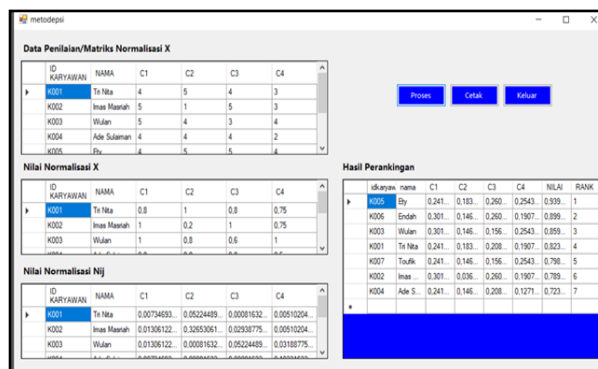 metodepsi
Data Penilaian/Matriks Normalisasi X
ID KARYAWAN NAMA C1 C2 C3 C4
K001 Tri Nita 4 5 4 3
K002 Imas Masriah 5 1 5 3
K003 Wulan 5 4 3 4
K004 Ade Sulaiman 4 4 4 2
K005 Ety 4 5 5 4
Proses Cetak Keluar
Nilai Normalisasi X
ID KARYAWAN NAMA C1 C2 C3 C4
K001 Tri Nita 0,8 1 0,8 0,75
K002 Imas Masriah 1 0,2 1 0,75
K003 Wulan 1 0,8 0,6 1
Nilai Normalisasi Nij
ID KARYAWAN NAMA C1 C2 C3 C4
K001 Tri Nita 0,00734693... 0,05224489... 0,00081632... 0,00510204...
K002 Imas Masriah 0,01306122... 0,32653061... 0,02938775... 0,00510204...
K003 Wulan 0,01306122... 0,00081632... 0,05224489... 0,03188775...
Hasil Perankingan
idkaryaw nama C1 C2 C3 C4 NILAI RANK
K005 Ety 0,241... 0,183... 0,260... 0,2543... 0,939... 1
K006 Endah 0,301... 0,146... 0,260... 0,1907... 0,899... 2
K003 Wulan 0,301... 0,146... 0,156... 0,2543... 0,859... 3
K001 Tri Nita 0,241... 0,183... 0,208... 0,1907... 0,823... 4
K007 Toufik 0,241... 0,146... 0,156... 0,2543... 0,798... 5
K002 Imas ... 0,301... 0,036... 0,260... 0,1907... 0,789... 6
K004 Ade S... 0,241... 0,146... 0,208... 0,1271... 0,723... 7